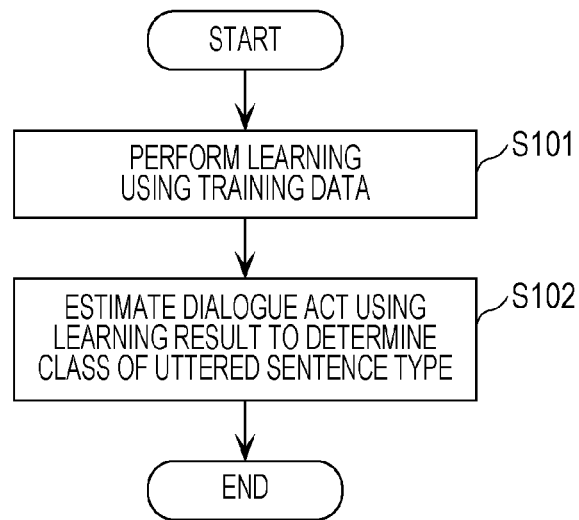 START
PERFORM LEARNING
USING TRAINING DATA
S101
ESTIMATE DIALOGUE ACT USING
LEARNING RESULT TO DETERMINE
CLASS OF UTTERED SENTENCE TYPE
S102
END